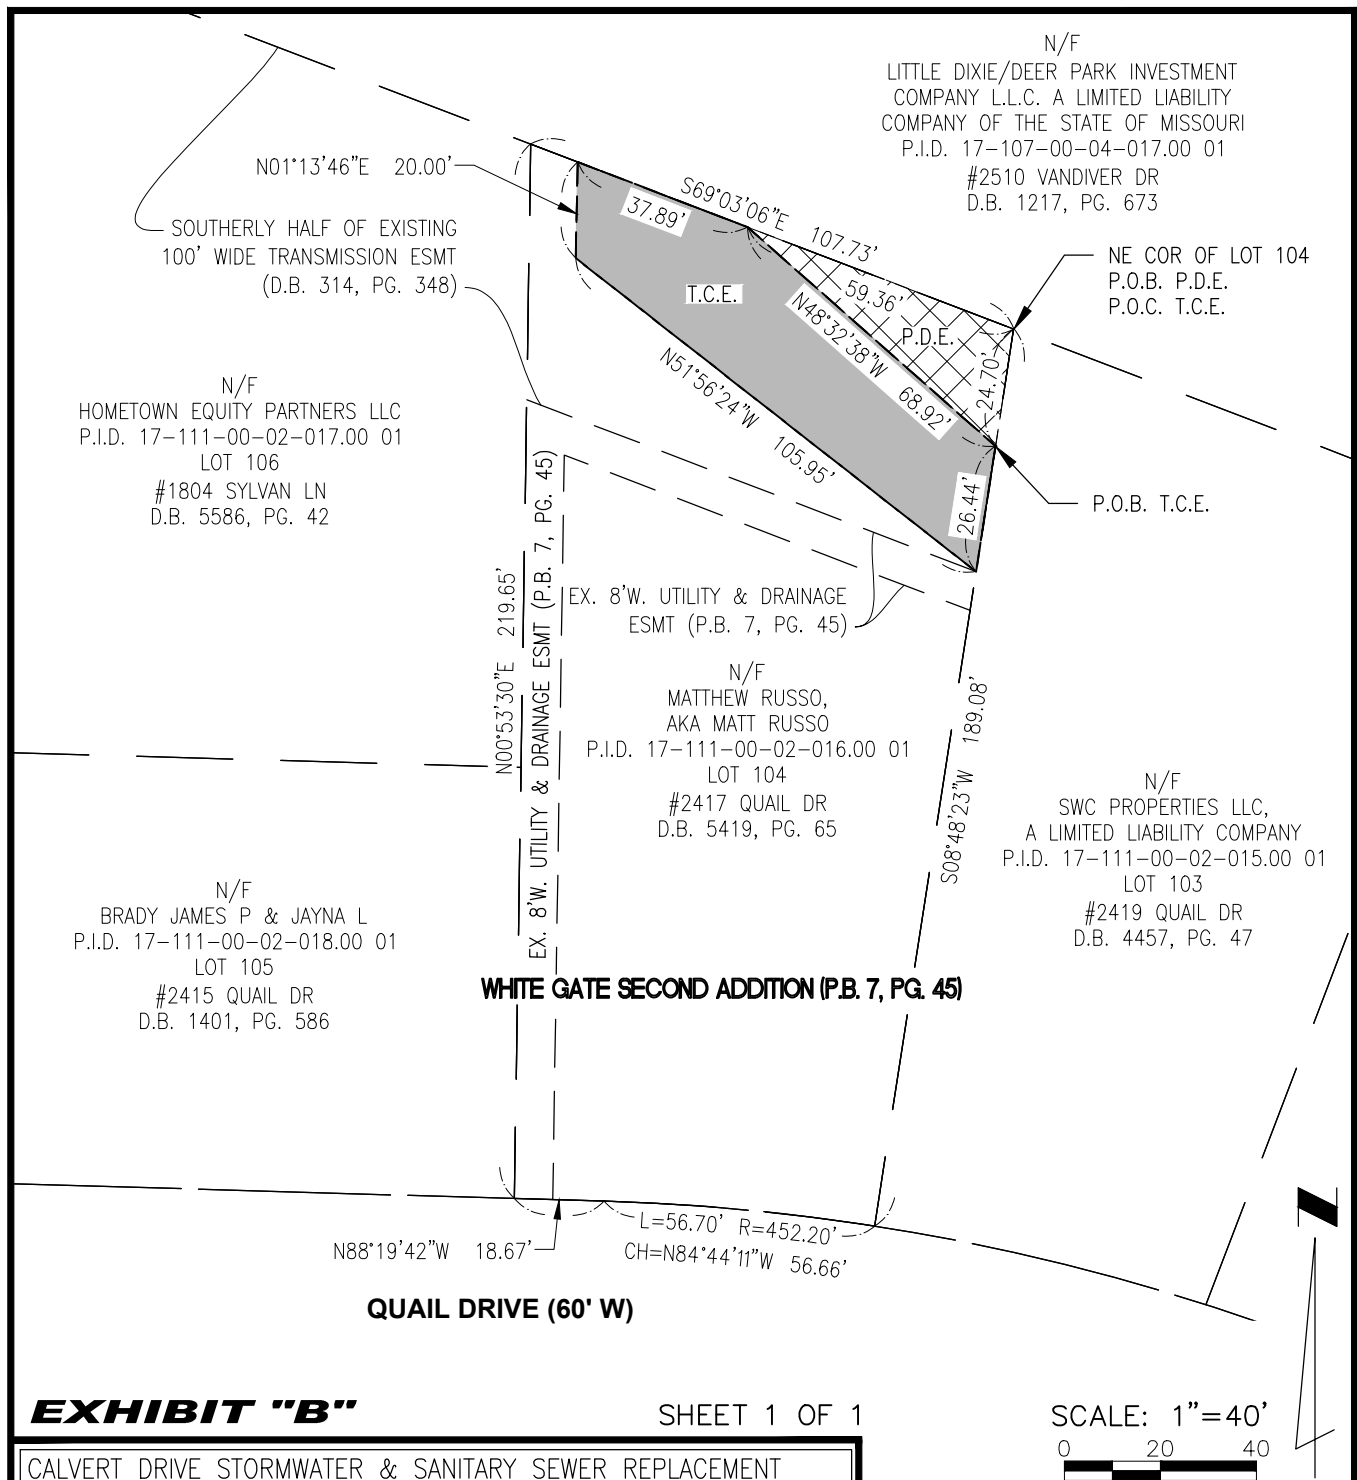 N/F
LITTLE DIXIE/DEER PARK INVESTMENT
COMPANY L.L.C. A LIMITED LIABILITY
COMPANY OF THE STATE OF MISSOURI
P.I.D. 17-107-00-04-017.00 01
#2510 VANDIVER DR
D.B. 1217, PG. 673
N01°13'46"E 20.00'
S69°03'06"E 107.73'
37.89'
SOUTHERLY HALF OF EXISTING
100' WIDE TRANSMISSION ESMT
(D.B. 314, PG. 348)
NE COR OF LOT 104
P.O.B. P.D.E.
P.O.C. T.C.E.
T.C.E.
59.36'
P.D.E.
N48°32'38"W 68.92'
24.70'
N51°56'24"W 105.95'
26.44'
P.O.B. T.C.E.
N/F
HOMETOWN EQUITY PARTNERS LLC
P.I.D. 17-111-00-02-017.00 01
LOT 106
#1804 SYLVAN LN
D.B. 5586, PG. 42
N00°53'30"E 219.65'
EX. 8'W. UTILITY & DRAINAGE ESMT (P.B. 7, PG. 45)
EX. 8'W. UTILITY & DRAINAGE
ESMT (P.B. 7, PG. 45)
N/F
MATTHEW RUSSO,
AKA MATT RUSSO
P.I.D. 17-111-00-02-016.00 01
LOT 104
#2417 QUAIL DR
D.B. 5419, PG. 65
S08°48'23"W 189.08'
N/F
SWC PROPERTIES LLC,
A LIMITED LIABILITY COMPANY
P.I.D. 17-111-00-02-015.00 01
LOT 103
#2419 QUAIL DR
D.B. 4457, PG. 47
N/F
BRADY JAMES P & JAYNA L
P.I.D. 17-111-00-02-018.00 01
LOT 105
#2415 QUAIL DR
D.B. 1401, PG. 586
WHITE GATE SECOND ADDITION (P.B. 7, PG. 45)
N88°19'42"W 18.67'
L=56.70' R=452.20'
CH=N84°44'11"W 56.66'
QUAIL DRIVE (60' W)
N
EXHIBIT "B"
SHEET 1 OF 1
SCALE: 1"=40'
0 20 40
CALVERT DRIVE STORMWATER & SANITARY SEWER REPLACEMENT